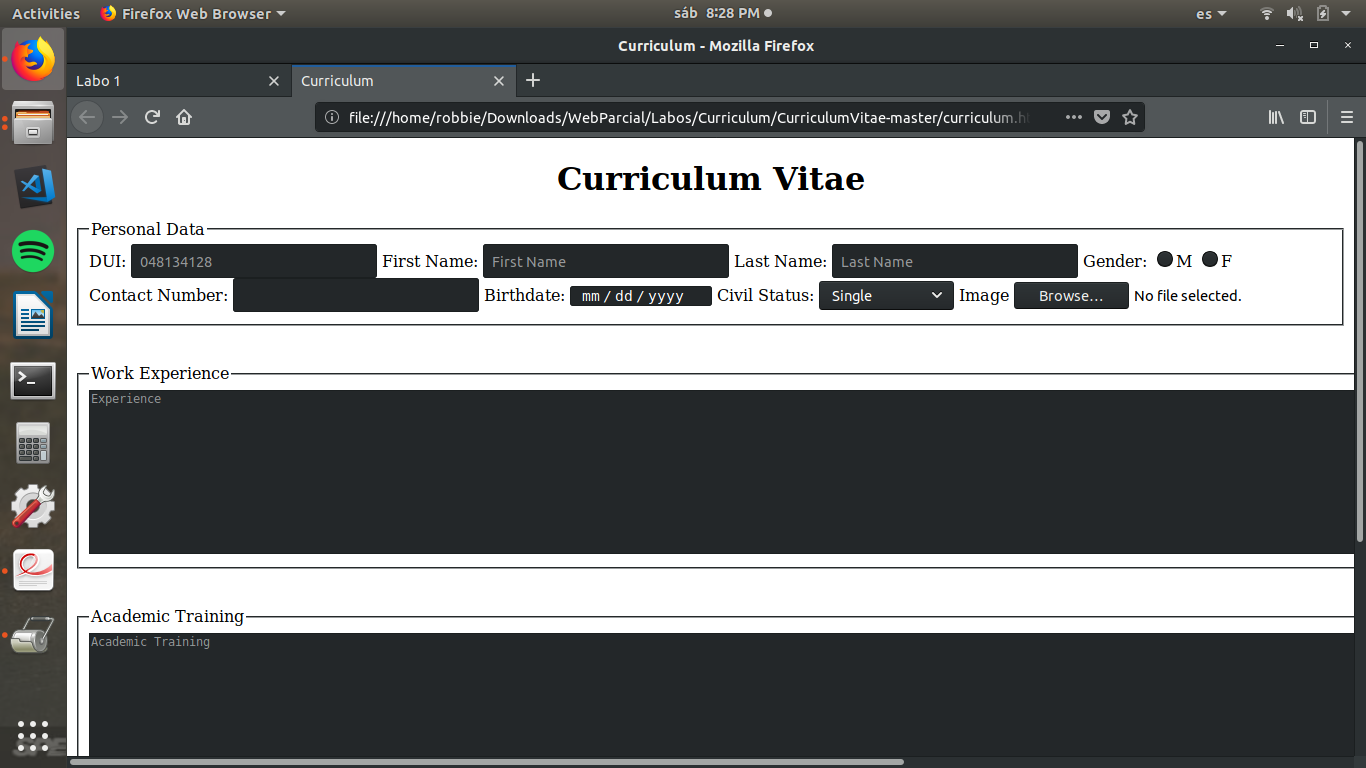 Activities Firefox Web Browser sáb 8:28 PM es
Curriculum - Mozilla Firefox
Labo 1 Curriculum
file:///home/robbie/Downloads/WebParcial/Labos/Curriculum/CurriculumVitae-master/curriculum.h
Curriculum Vitae
Personal Data
DUI: 048134128 First Name: First Name Last Name: Last Name Gender: M F
Contact Number: Birthdate: mm / dd / yyyy Civil Status: Single Image Browse... No file selected.
Work Experience
Experience
Academic Training
Academic Training